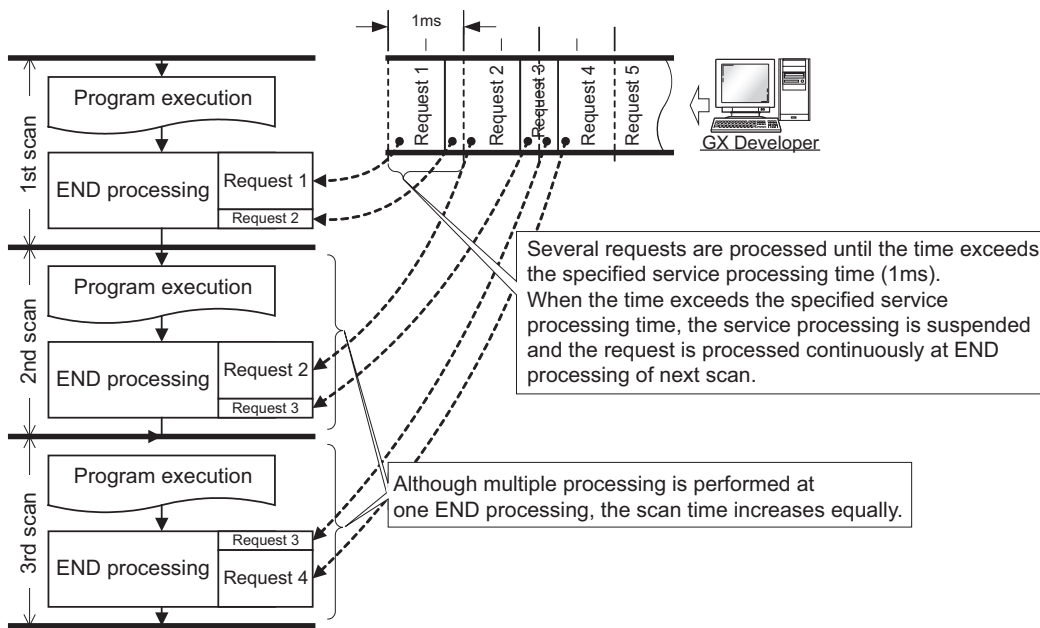 1ms
Request 1
Request 2
Request 3
Request 4
Request 5
GX Developer
1st scan
Program execution
END processing
Request 1
Request 2
2nd scan
Program execution
END processing
Request 2
Request 3
3rd scan
Program execution
END processing
Request 3
Request 4
Several requests are processed until the time exceeds
the specified service processing time (1ms).
When the time exceeds the specified service
processing time, the service processing is suspended
and the request is processed continuously at END
processing of next scan.
Although multiple processing is performed at
one END processing, the scan time increases equally.